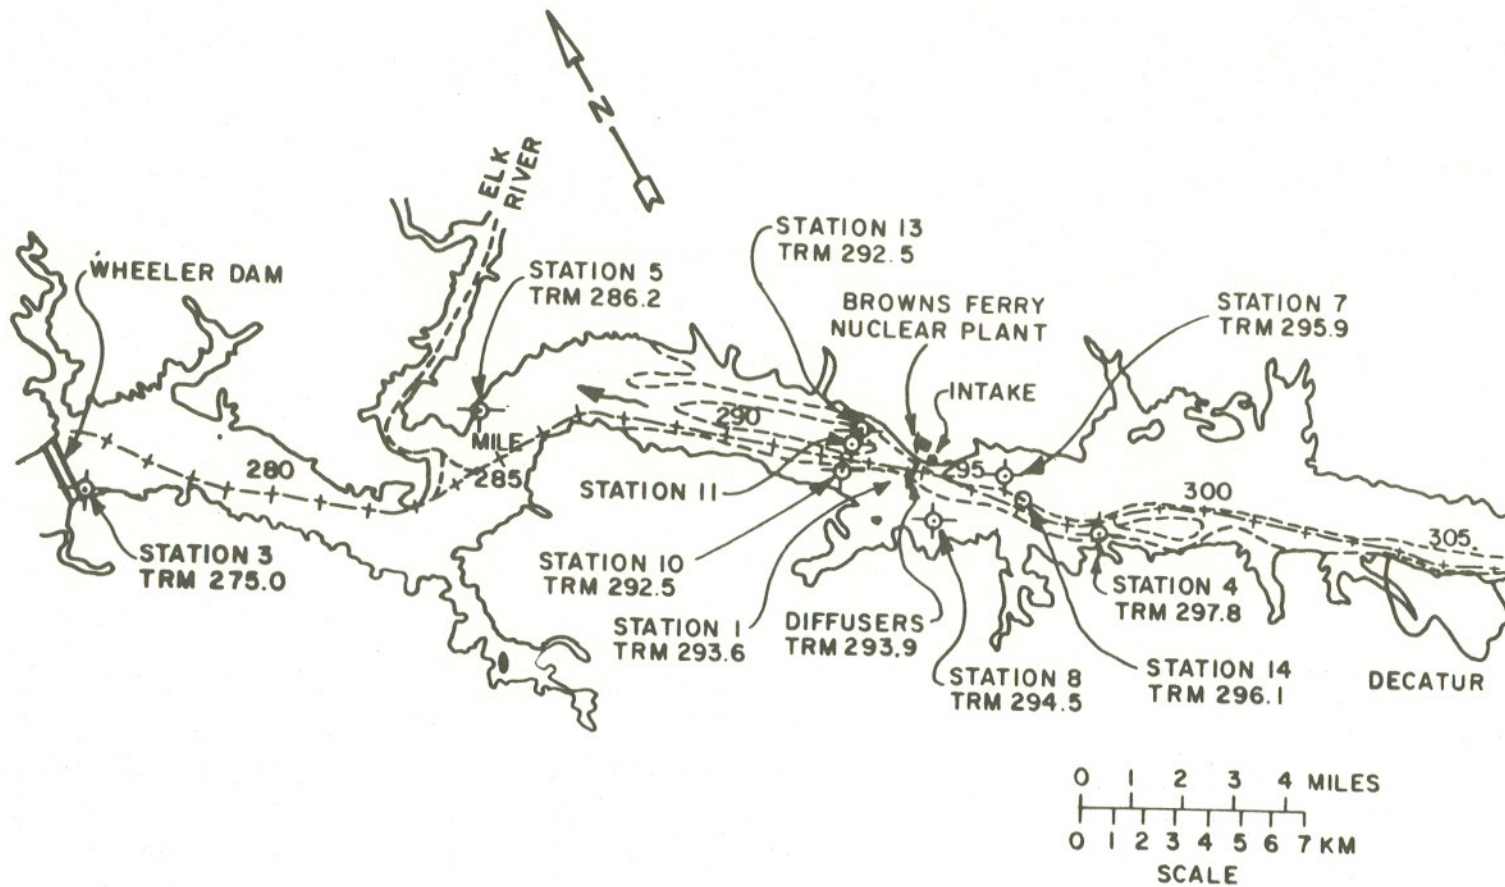 N
ELK
RIVER
STATION 13
TRM 292.5
WHEELER DAM
STATION 5
TRM 286.2
BROWNS FERRY
NUCLEAR PLANT
STATION 7
TRM 295.9
INTAKE
290
MILE
285
280
295
300
305
STATION 11
STATION 3
TRM 275.0
STATION 10
TRM 292.5
STATION 1
TRM 293.6
DIFFUSERS
TRM 293.9
STATION 4
TRM 297.8
STATION 8
TRM 294.5
STATION 14
TRM 296.1
DECATUR
0 1 2 3 4 MILES
0 1 2 3 4 5 6 7 KM
SCALE